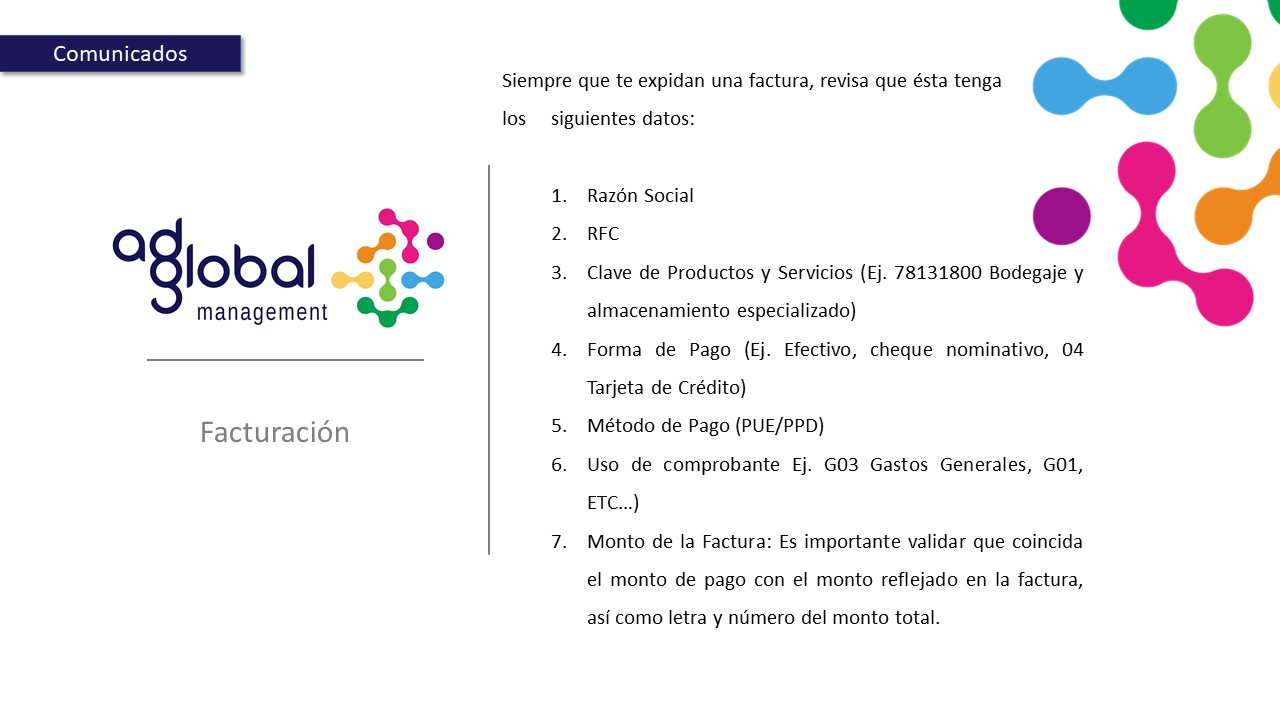 Comunicados
Siempre que te expidan una factura, revisa que ésta tenga
los siguientes datos:
ad
global
management
Facturación
1. Razón Social
2. RFC
3. Clave de Productos y Servicios (Ej. 78131800 Bodegaje y
almacenamiento especializado)
4. Forma de Pago (Ej. Efectivo, cheque nominativo, 04
Tarjeta de Crédito)
5. Método de Pago (PUE/PPD)
6. Uso de comprobante Ej. G03 Gastos Generales, G01,
ETC...)
7. Monto de la Factura: Es importante validar que coincida
el monto de pago con el monto reflejado en la factura,
así como letra y número del monto total.